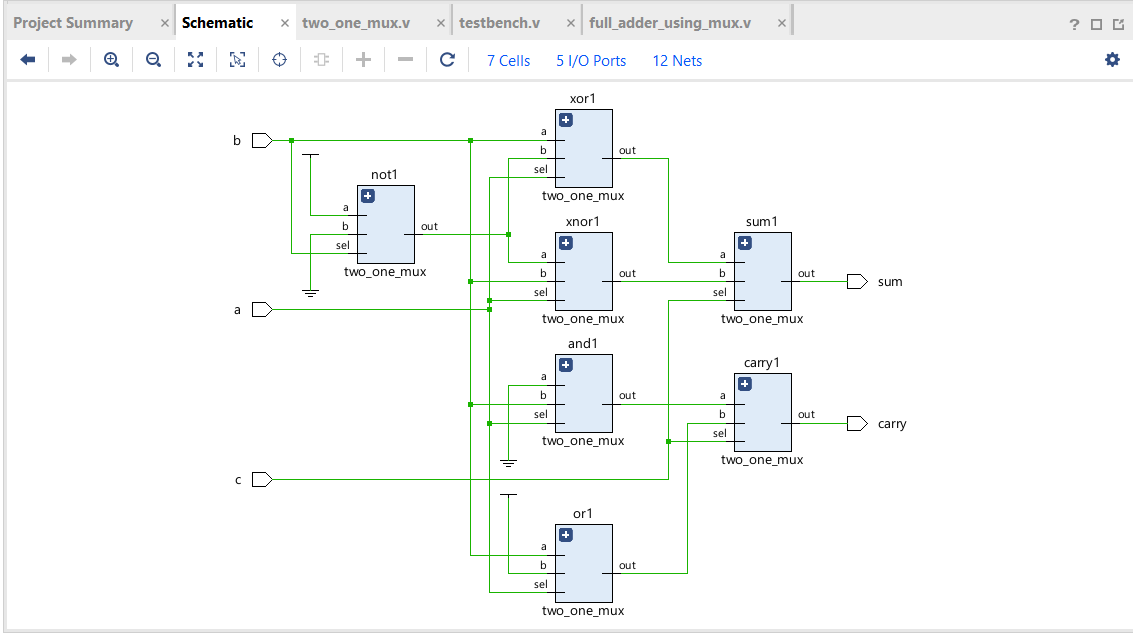 Project Summary × Schematic × two_one_mux.v × testbench.v × full_adder_using_mux.v × ?
7 Cells 5 I/O Ports 12 Nets
xor1
a
b
sel
out
two_one_mux
b
not1
a
b
sel
out
two_one_mux
xnor1
a
b
sel
out
two_one_mux
sum1
a
b
sel
out
two_one_mux
sum
a
and1
a
b
sel
out
two_one_mux
carry1
a
b
sel
out
two_one_mux
carry
c
or1
a
b
sel
out
two_one_mux